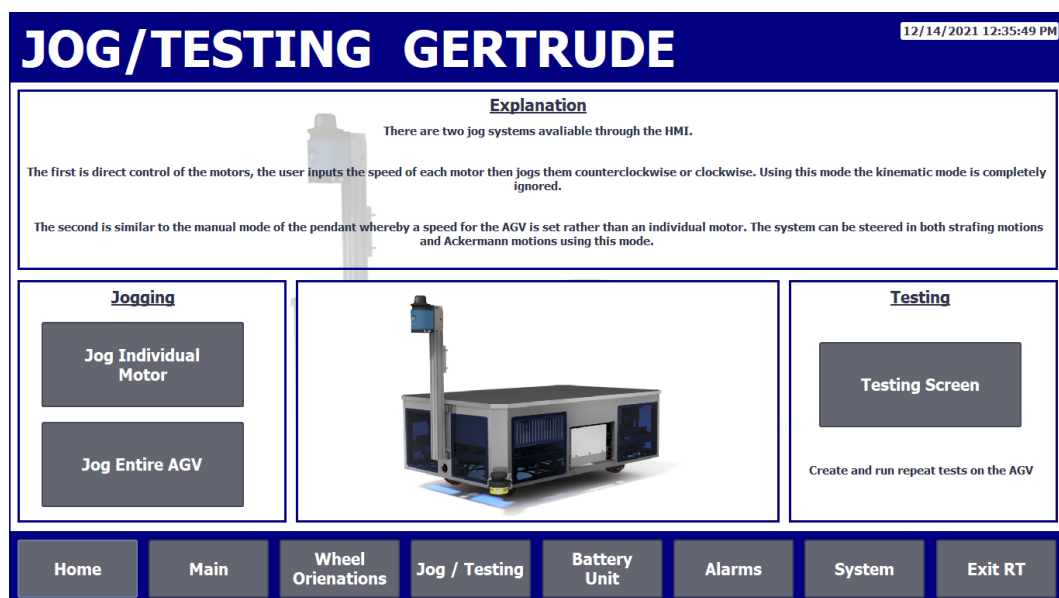 JOG/TESTING GERTRUDE
12/14/2021 12:35:49 PM
Explanation
There are two jog systems avaliable through the HMI.
The first is direct control of the motors, the user inputs the speed of each motor then jogs them counterclockwise or clockwise. Using this mode the kinematic mode is completely
ignored.
The second is similar to the manual mode of the pendant whereby a speed for the AGV is set rather than an individual motor. The system can be steered in both strafing motions
and Ackermann motions using this mode.
Jogging
Jog Individual
Motor
Jog Entire AGV
Testing
Testing Screen
Create and run repeat tests on the AGV
Home
Main
Wheel
Orienations
Jog / Testing
Battery
Unit
Alarms
System
Exit RT